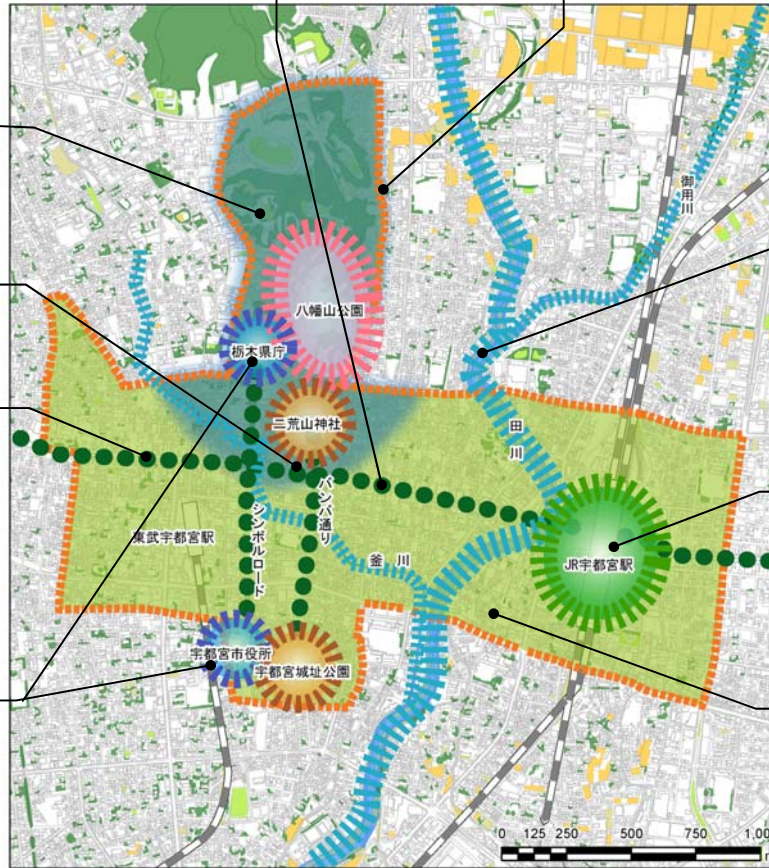 御用川
八幡山公園
栃木県庁
二荒山神社
田川
バンバ通り
シンボルロード
東武宇都宮駅
釜川
JR宇都宮駅
宇都宮市役所
宇都宮城址公園
0 125 250 500 750 1,00